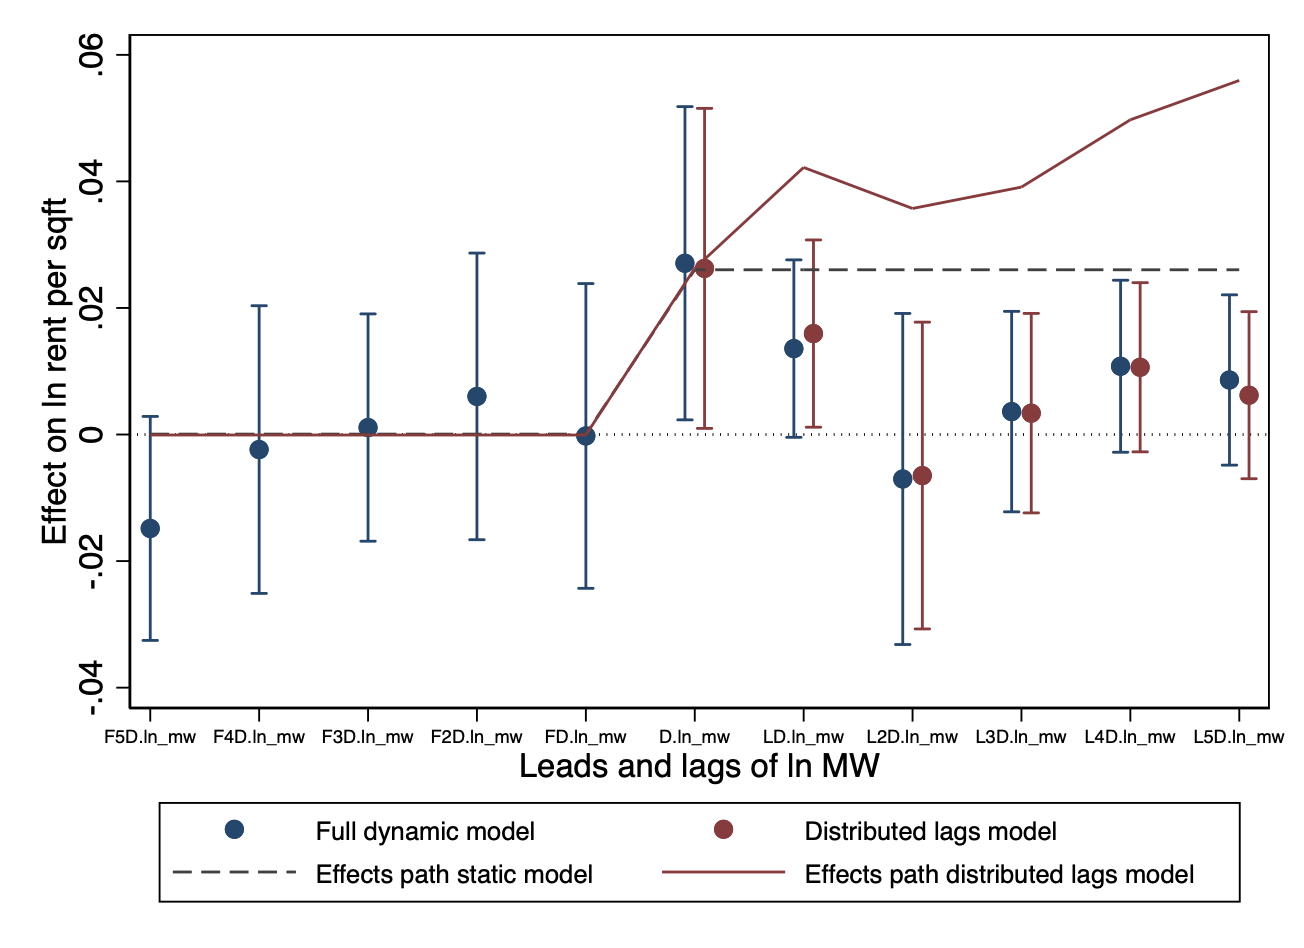 Effect on ln rent per sqft
.06
.04
.02
0
-.02
-.04
F5D.ln_mw F4D.ln_mw F3D.ln_mw F2D.ln_mw FD.ln_mw D.ln_mw LD.ln_mw L2D.ln_mw L3D.ln_mw L4D.ln_mw L5D.ln_mw
Leads and lags of ln MW
Full dynamic model Distributed lags model
Effects path static model Effects path distributed lags model